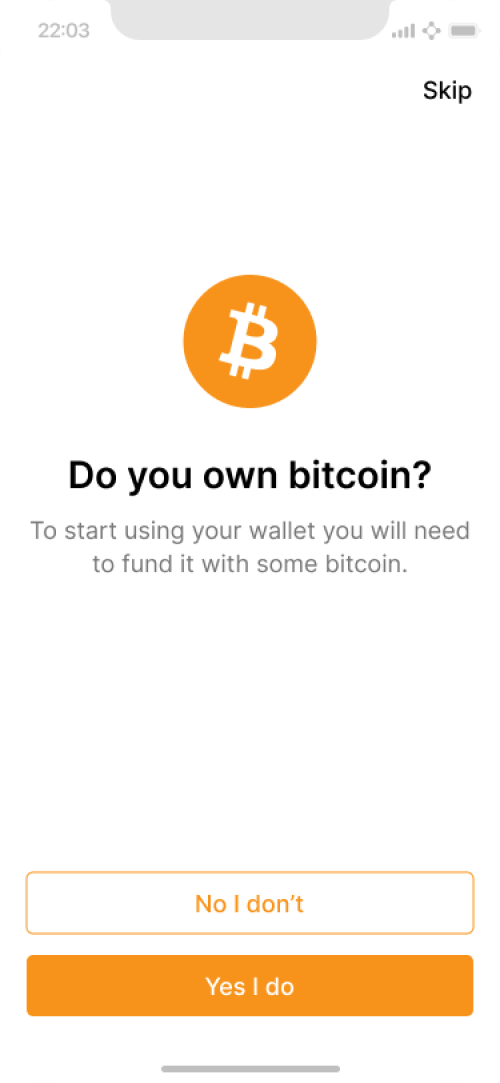 22:03
Skip
Do you own bitcoin?
To start using your wallet you will need
to fund it with some bitcoin.
No I don’t
Yes I do